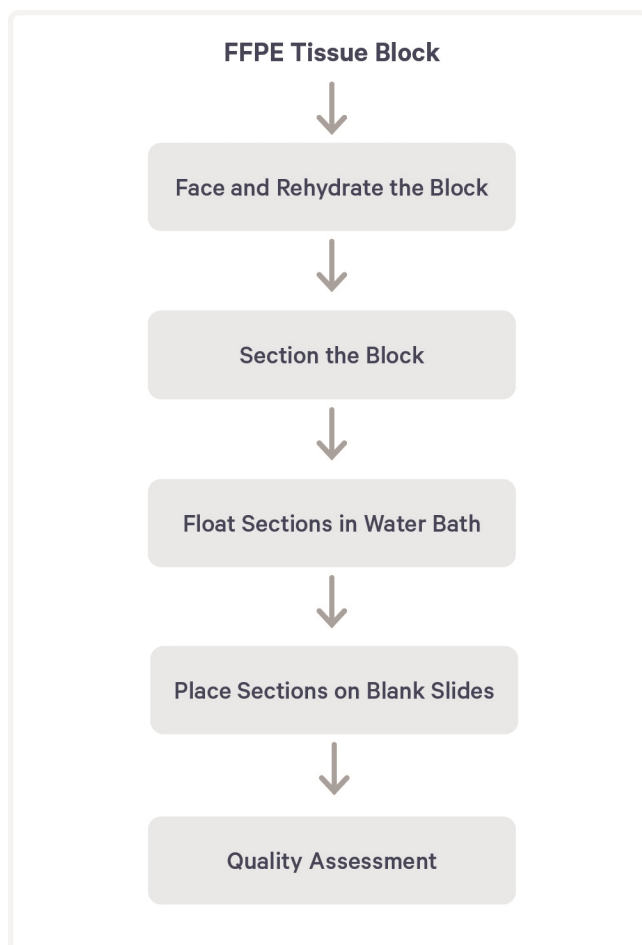 FFPE Tissue Block
Face and Rehydrate the Block
Section the Block
Float Sections in Water Bath
Place Sections on Blank Slides
Quality Assessment